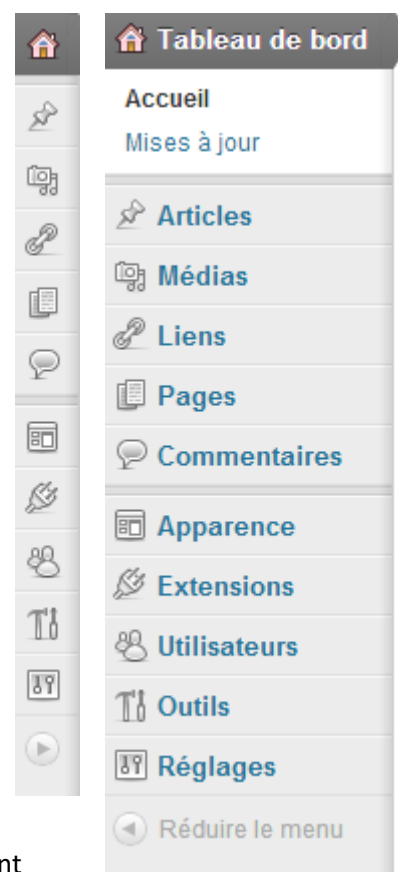 Tableau de bord
Accueil
Mises à jour
Articles
Médias
Liens
Pages
Commentaires
Apparence
Extensions
Utilisateurs
Outils
Réglages
Réduire le menu
nt